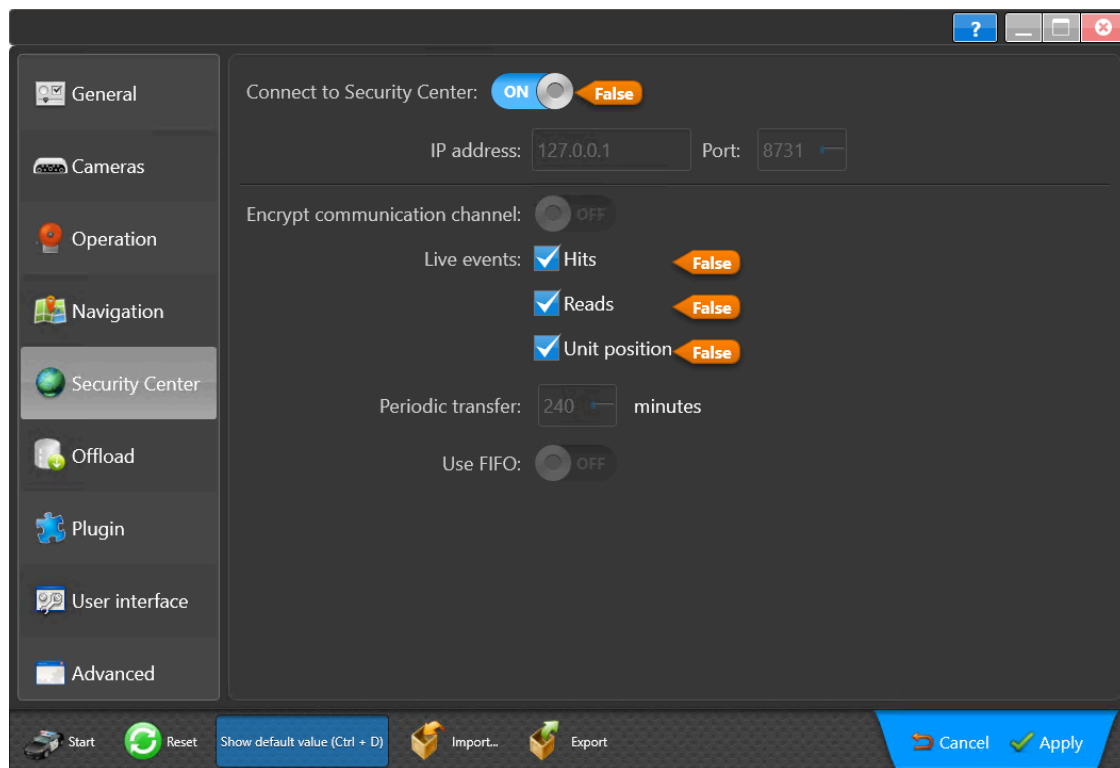 ?
General
Cameras
Operation
Navigation
Security Center
Offload
Plugin
User interface
Advanced
Connect to Security Center: ON False
IP address: 127.0.0.1 Port: 8731
Encrypt communication channel: OFF
Live events: Hits False
Reads False
Unit position False
Periodic transfer: 240 minutes
Use FIFO: OFF
Start Reset Show default value (Ctrl + D) Import... Export Cancel Apply